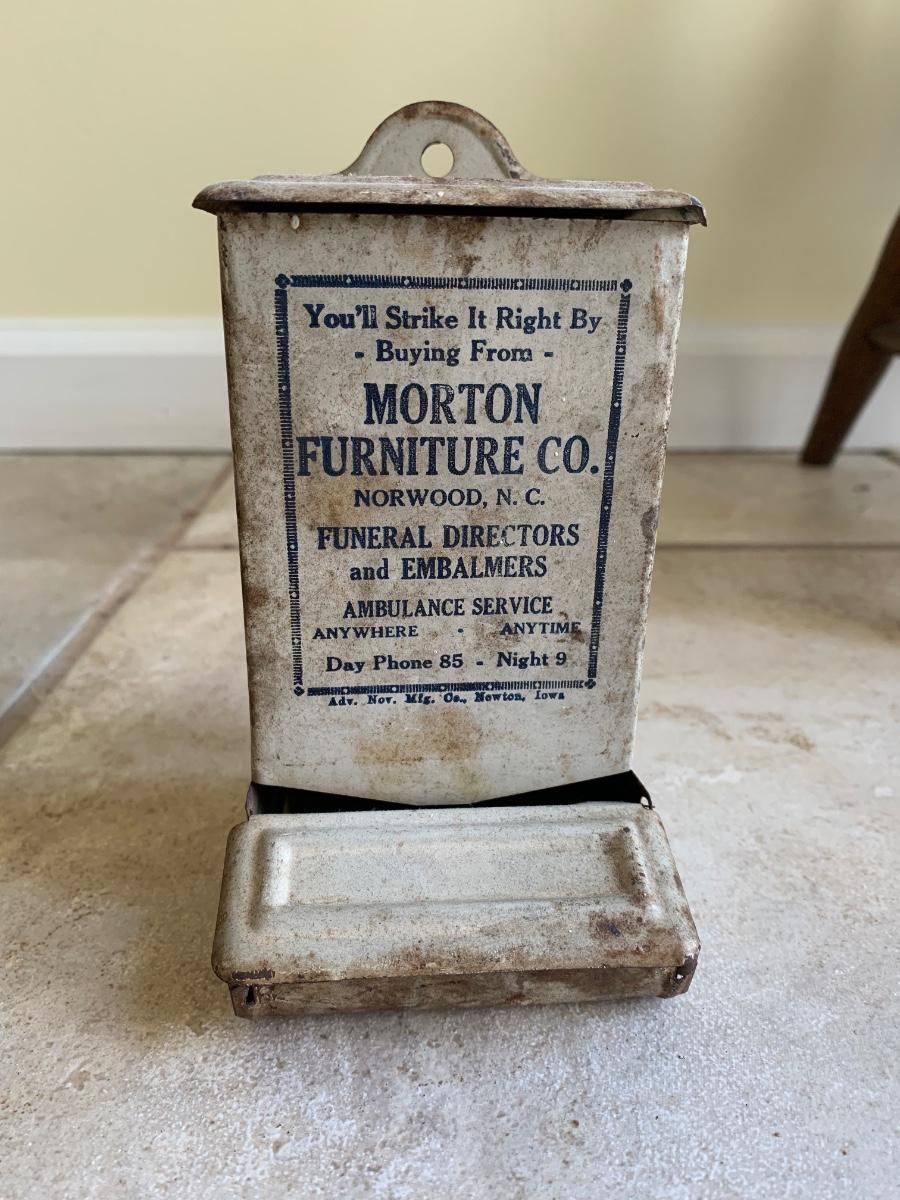 You'll Strike It Right By
- Buying From -
MORTON
FURNITURE CO.
NORWOOD, N. C.
FUNERAL DIRECTORS
and EMBALMERS
AMBULANCE SERVICE
ANYWHERE - ANYTIME
Day Phone 85 - Night 9
Adv. Nov. Mfg. Co., Newton, Iowa